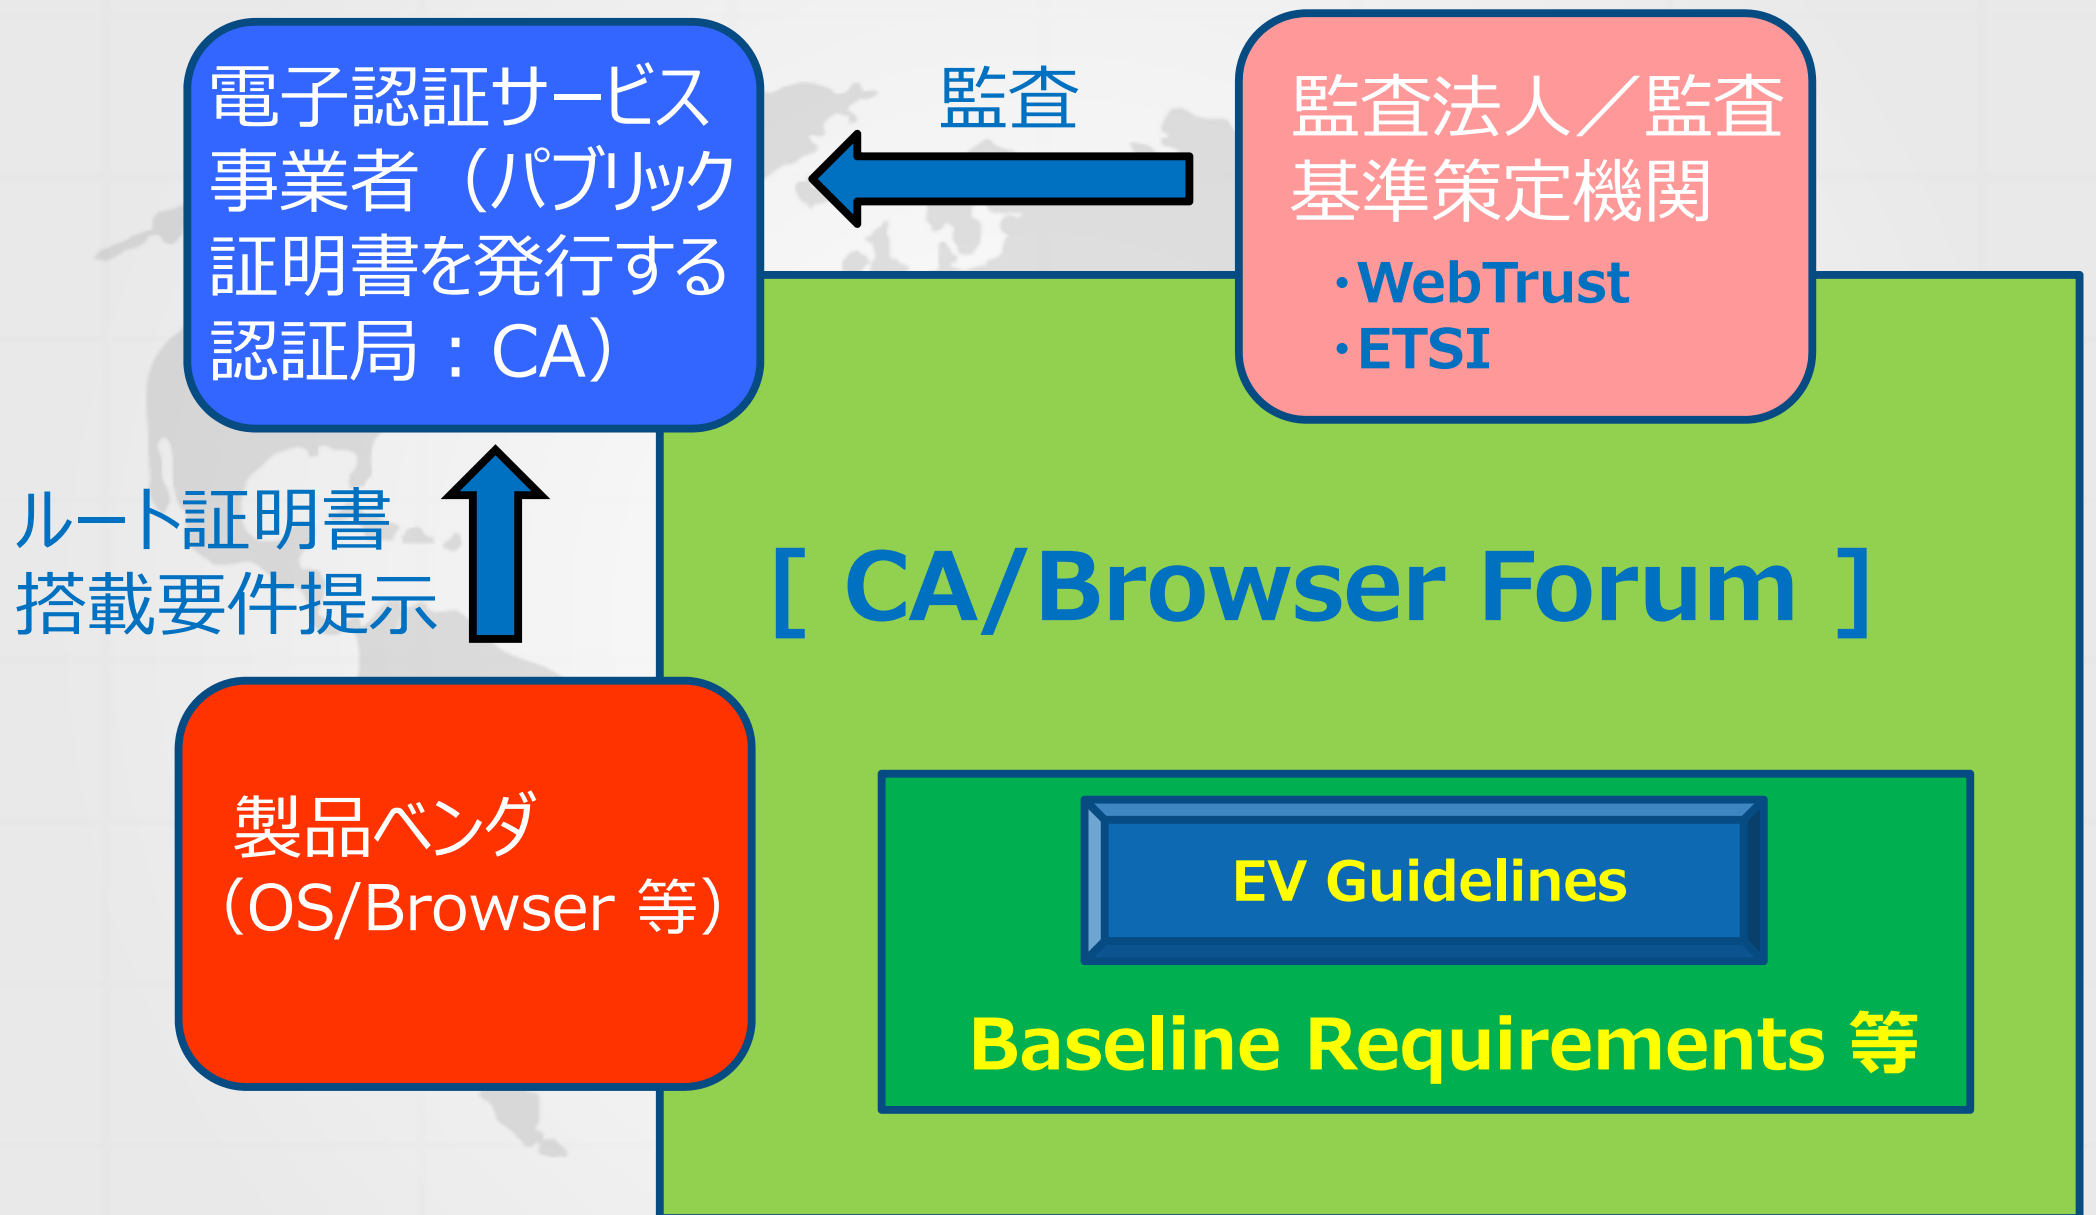 電子認証サービス
事業者（パブリック
証明書を発行する
認証局：CA）
監査
監査法人／監査
基準策定機関
・WebTrust
・ETSI
ルート証明書
搭載要件提示
[ CA/Browser Forum ]
製品ベンダ
（OS/Browser 等）
EV Guidelines
Baseline Requirements 等